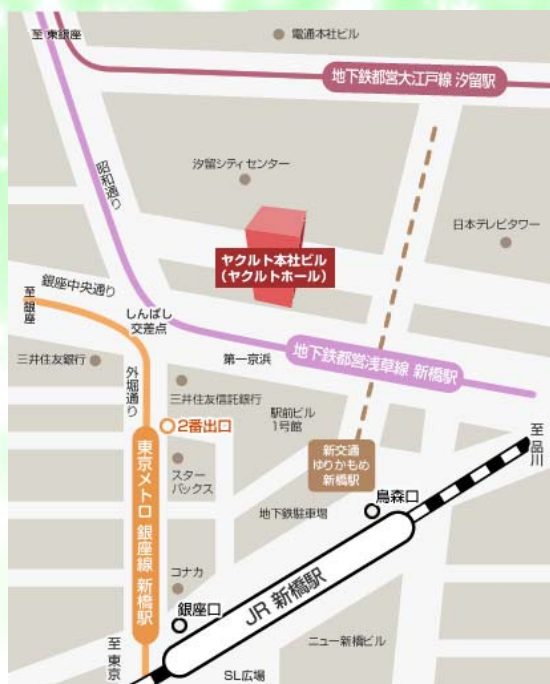 至 東銀座
電通本社ビル
地下鉄都営大江戸線 汐留駅
昭和通り
汐留シティセンター
日本テレビタワー
ヤクルト本社ビル
(ヤクルトホール)
銀座中央通り
至 銀座
しんばし
交差点
三井住友銀行
外堀通り
第一京浜
地下鉄都営浅草線 新橋駅
三井住友信託銀行
駅前ビル
1号館
2番出口
至 品川
新交通
ゆりかもめ
新橋駅
東京メトロ 銀座線 新橋駅
スター
バックス
烏森口
地下鉄駐車場
コナカ
JR 新橋駅
銀座口
ニュー新橋ビル
至 東京
SL広場